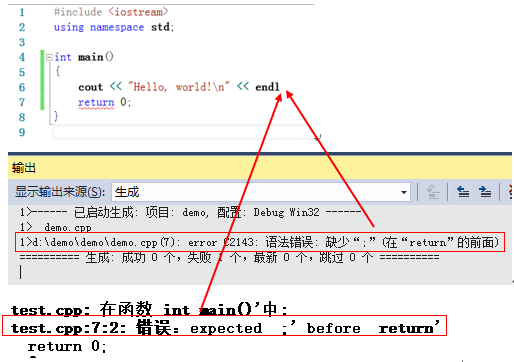 1 #include <iostream>
2 using namespace std;
3
4 int main()
5 {
6 cout << "Hello, world!\n" << endl
7 return 0;
8 }
9
输出
显示输出来源(S): 生成
1>------ 已启动生成: 项目: demo, 配置: Debug Win32 ------
1> demo.cpp
1>d:\demo\demo\demo.cpp(7): error C2143: 语法错误: 缺少“;”(在“return”的前面)
========== 生成: 成功 0 个，失败 1 个，最新 0 个，跳过 0 个 ==========
test.cpp: 在函数 int main()’中:
test.cpp:7:2: 错误: expected ;’ before return’
return 0;